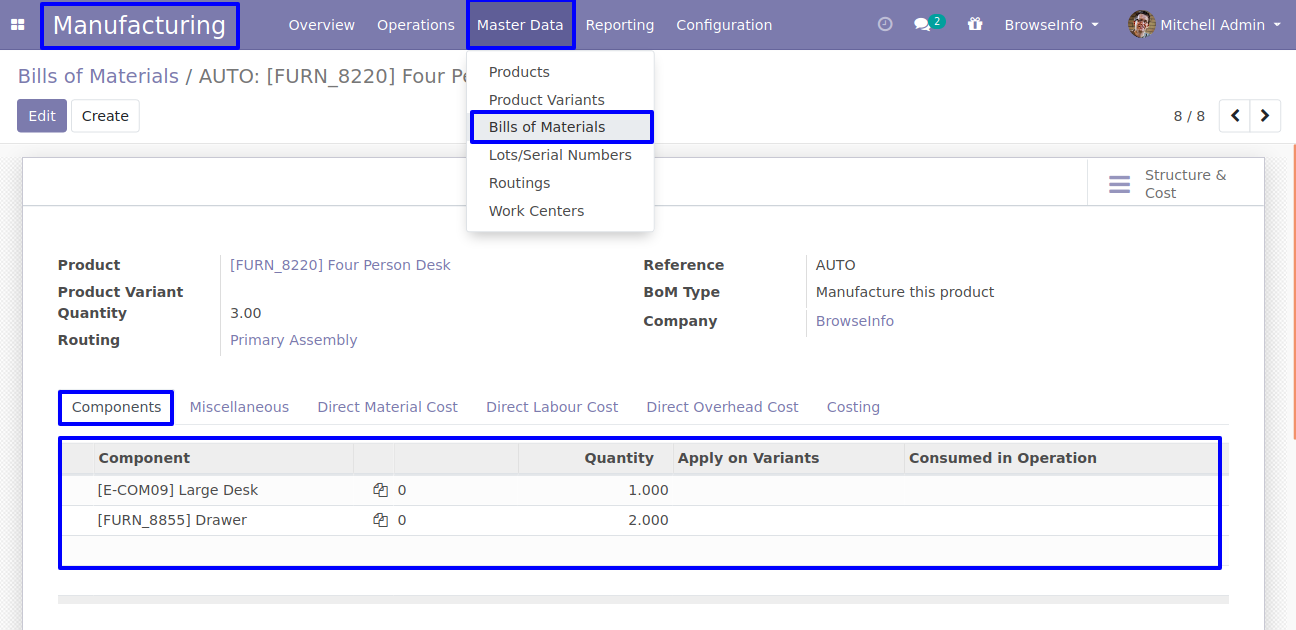 Manufacturing Overview Operations Master Data Reporting Configuration 2 BrowseInfo Mitchell Admin
Bills of Materials / AUTO: [FURN_8220] Four
Products
Product Variants
Bills of Materials
Lots/Serial Numbers
Routings
Work Centers
Edit Create 8 / 8
Structure &
Cost
Product [FURN_8220] Four Person Desk Reference AUTO
Product Variant BoM Type Manufacture this product
Quantity 3.00 Company BrowseInfo
Routing Primary Assembly
Components Miscellaneous Direct Material Cost Direct Labour Cost Direct Overhead Cost Costing
Component Quantity Apply on Variants Consumed in Operation
[E-COM09] Large Desk 0 1.000
[FURN_8855] Drawer 0 2.000